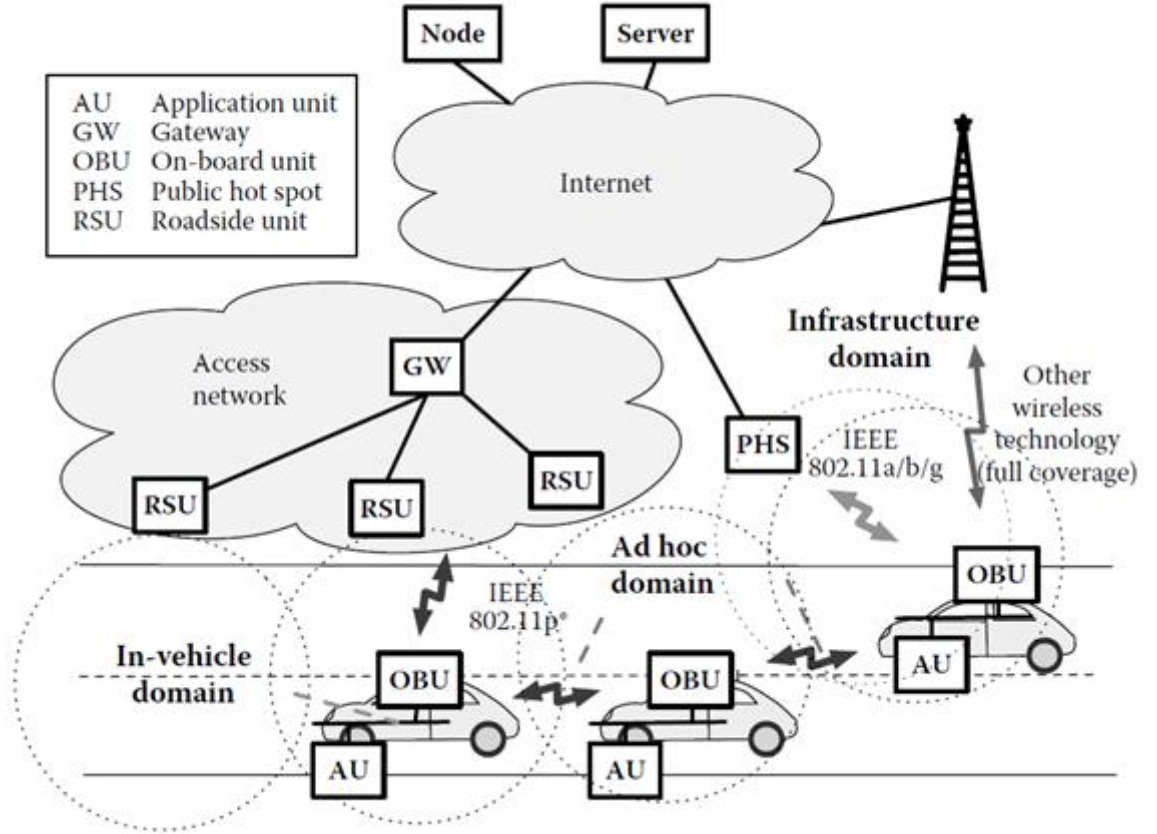 Node
Server
AU Application unit
GW Gateway
OBU On-board unit
PHS Public hot spot
RSU Roadside unit
Internet
Infrastructure
domain
Access
network
GW
Other
wireless
technology
(full coverage)
PHS
IEEE
802.11a/b/g
RSU
RSU
RSU
Ad hoc
domain
IEEE
802.11p*
OBU
In-vehicle
domain
OBU
OBU
AU
AU
AU